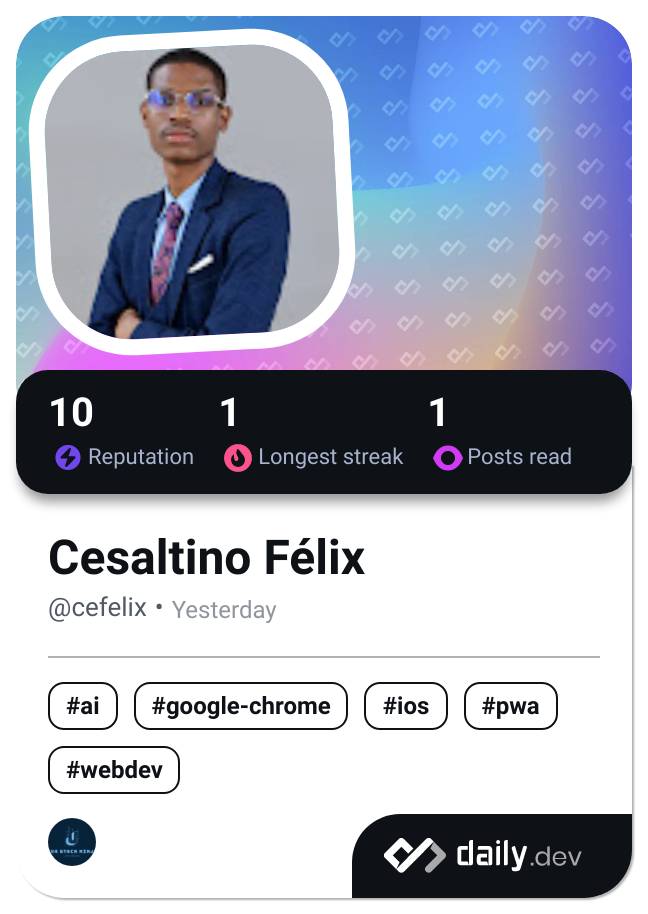 10 1 1
Reputation Longest streak Posts read
Cesaltino Félix
@cefelix • Yesterday
#ai #google-chrome #ios #pwa
#webdev
daily.dev